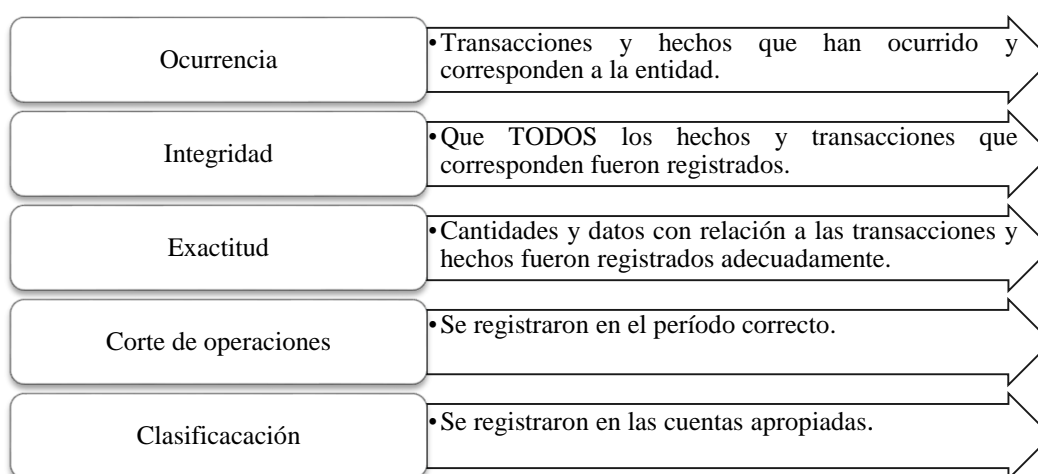 Ocurrencia
•Transacciones y hechos que han ocurrido y
corresponden a la entidad.
Integridad
•Que TODOS los hechos y transacciones que
corresponden fueron registrados.
Exactitud
•Cantidades y datos con relación a las transacciones y
hechos fueron registrados adecuadamente.
Corte de operaciones
•Se registraron en el período correcto.
Clasificacación
•Se registraron en las cuentas apropiadas.